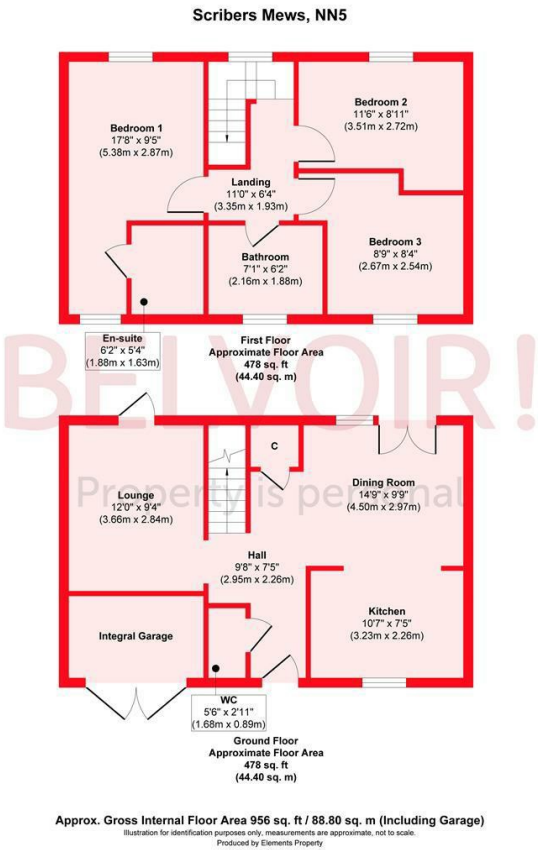 Scribers Mews, NN5
Bedroom 1
17'8" x 9'5"
(5.38m x 2.87m)
Bedroom 2
11'6" x 8'11"
(3.51m x 2.72m)
Landing
11'0" x 6'4"
(3.35m x 1.93m)
Bathroom
7'1" x 6'2"
(2.16m x 1.88m)
Bedroom 3
8'9" x 8'4"
(2.67m x 2.54m)
En-suite
6'2" x 5'4"
(1.88m x 1.63m)
First Floor
Approximate Floor Area
478 sq. ft
(44.40 sq. m)
BELVOIR!
Property is personal
C
Lounge
12'0" x 9'4"
(3.66m x 2.84m)
Dining Room
14'9" x 9'9"
(4.50m x 2.97m)
Hall
9'8" x 7'5"
(2.95m x 2.26m)
Kitchen
10'7" x 7'5"
(3.23m x 2.26m)
Integral Garage
WC
5'6" x 2'11"
(1.68m x 0.89m)
Ground Floor
Approximate Floor Area
478 sq. ft
(44.40 sq. m)
Approx. Gross Internal Floor Area 956 sq. ft / 88.80 sq. m (Including Garage)
Illustration for identification purposes only, measurements are approximate, not to scale.
Produced by Elements Property